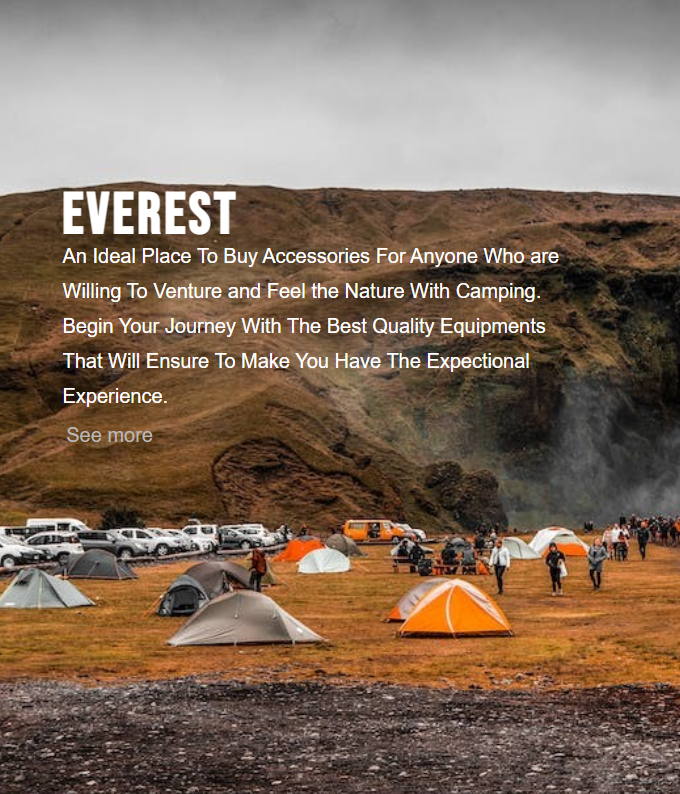 EVEREST
An Ideal Place To Buy Accessories For Anyone Who are
Willing To Venture and Feel the Nature With Camping.
Begin Your Journey With The Best Quality Equipments
That Will Ensure To Make You Have The Expectional
Experience.
See more